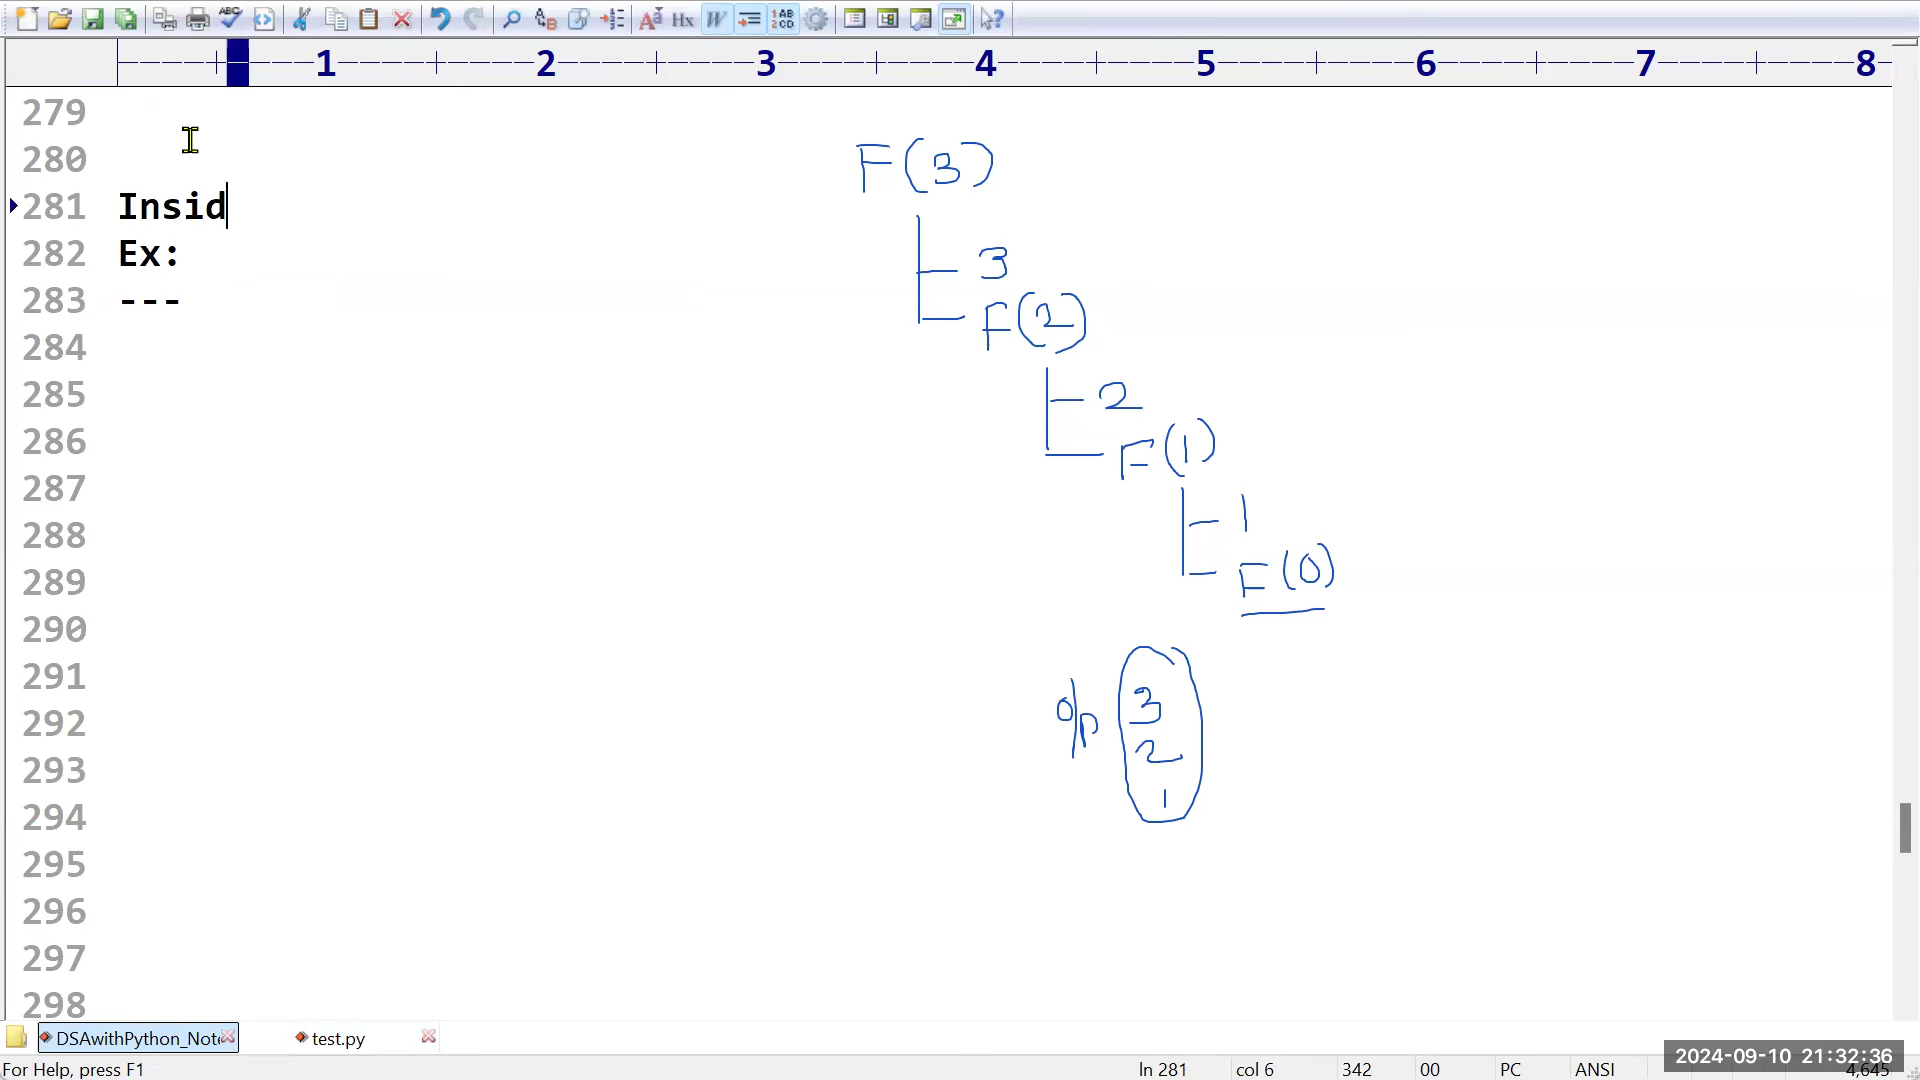 1 2 3 4 5 6 7 8
279
280
281 Insid
282 Ex:
283 ---
284
285
286
287
288
289
290
291
292
293
294
295
296
297
298
F(3)
3
F(2)
2
F(1)
1
F(0)
o/p 3
2
1
DSAwithPython_Note
test.py
For Help, press F1 ln 281 col 6 342 00 PC ANSI 4,645
2024-09-10 21:32:36